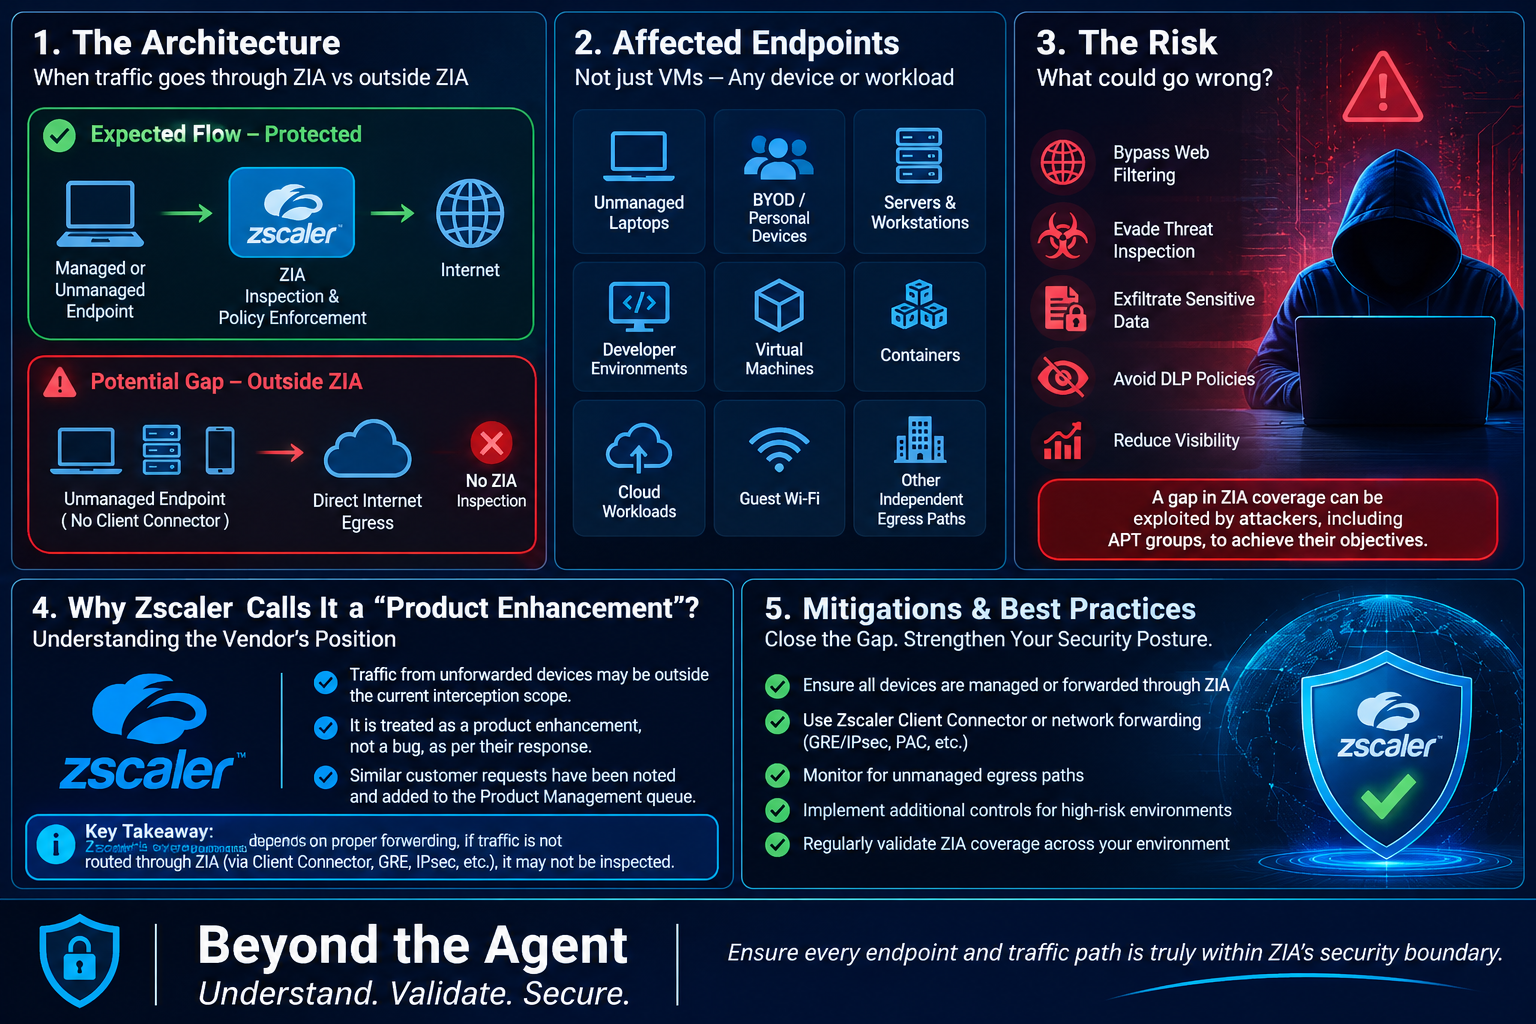 1. The Architecture
When traffic goes through ZIA vs outside ZIA
Expected Flow – Protected
zscaler™
Managed or
Unmanaged
Endpoint
ZIA
Inspection &
Policy Enforcement
Internet
Potential Gap – Outside ZIA
Unmanaged Endpoint
( No Client Connector )
Direct Internet
Egress
No ZIA
Inspection
2. Affected Endpoints
Not just VMs — Any device or workload
Unmanaged
Laptops
BYOD /
Personal
Devices
Servers &
Workstations
Developer
Environments
Virtual
Machines
Containers
Cloud
Workloads
Guest Wi-Fi
Other
Independent
Egress Paths
3. The Risk
What could go wrong?
Bypass Web
Filtering
Evade Threat
Inspection
Exfiltrate Sensitive
Data
Avoid DLP Policies
Reduce Visibility
A gap in ZIA coverage can be
exploited by attackers, including
APT groups, to achieve their objectives.
4. Why Zscaler Calls It a “Product Enhancement”?
Understanding the Vendor’s Position
zscaler™
Traffic from unforwarded devices may be outside
the current interception scope.
It is treated as a product enhancement,
not a bug, as per their response.
Similar customer requests have been noted
and added to the Product Management queue.
Key Takeaway:
depends on proper forwarding, if traffic is not
routed through ZIA (via Client Connector, GRE, IPsec, etc.), it may not be inspected.
5. Mitigations & Best Practices
Close the Gap. Strengthen Your Security Posture.
Ensure all devices are managed or forwarded through ZIA
Use Zscaler Client Connector or network forwarding
(GRE/IPsec, PAC, etc.)
Monitor for unmanaged egress paths
Implement additional controls for high-risk environments
Regularly validate ZIA coverage across your environment
zscaler™
Beyond the Agent
Understand. Validate. Secure.
Ensure every endpoint and traffic path is truly within ZIA’s security boundary.